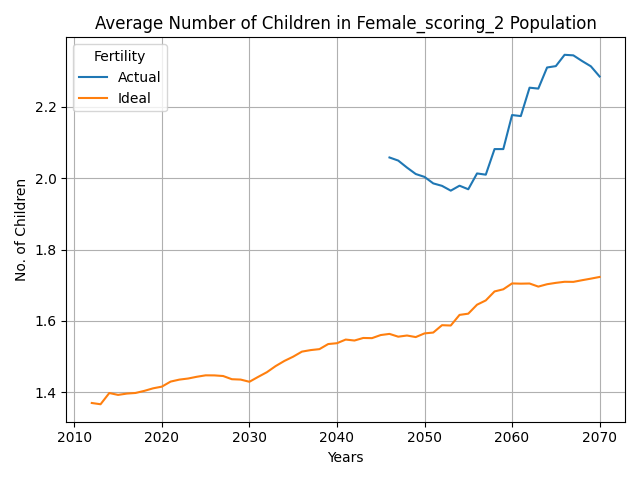 Average Number of Children in Female_scoring_2 Population
Fertility
Actual
Ideal
No. of Children
2.2
2.0
1.8
1.6
1.4
2010 2020 2030 2040 2050 2060 2070
Years